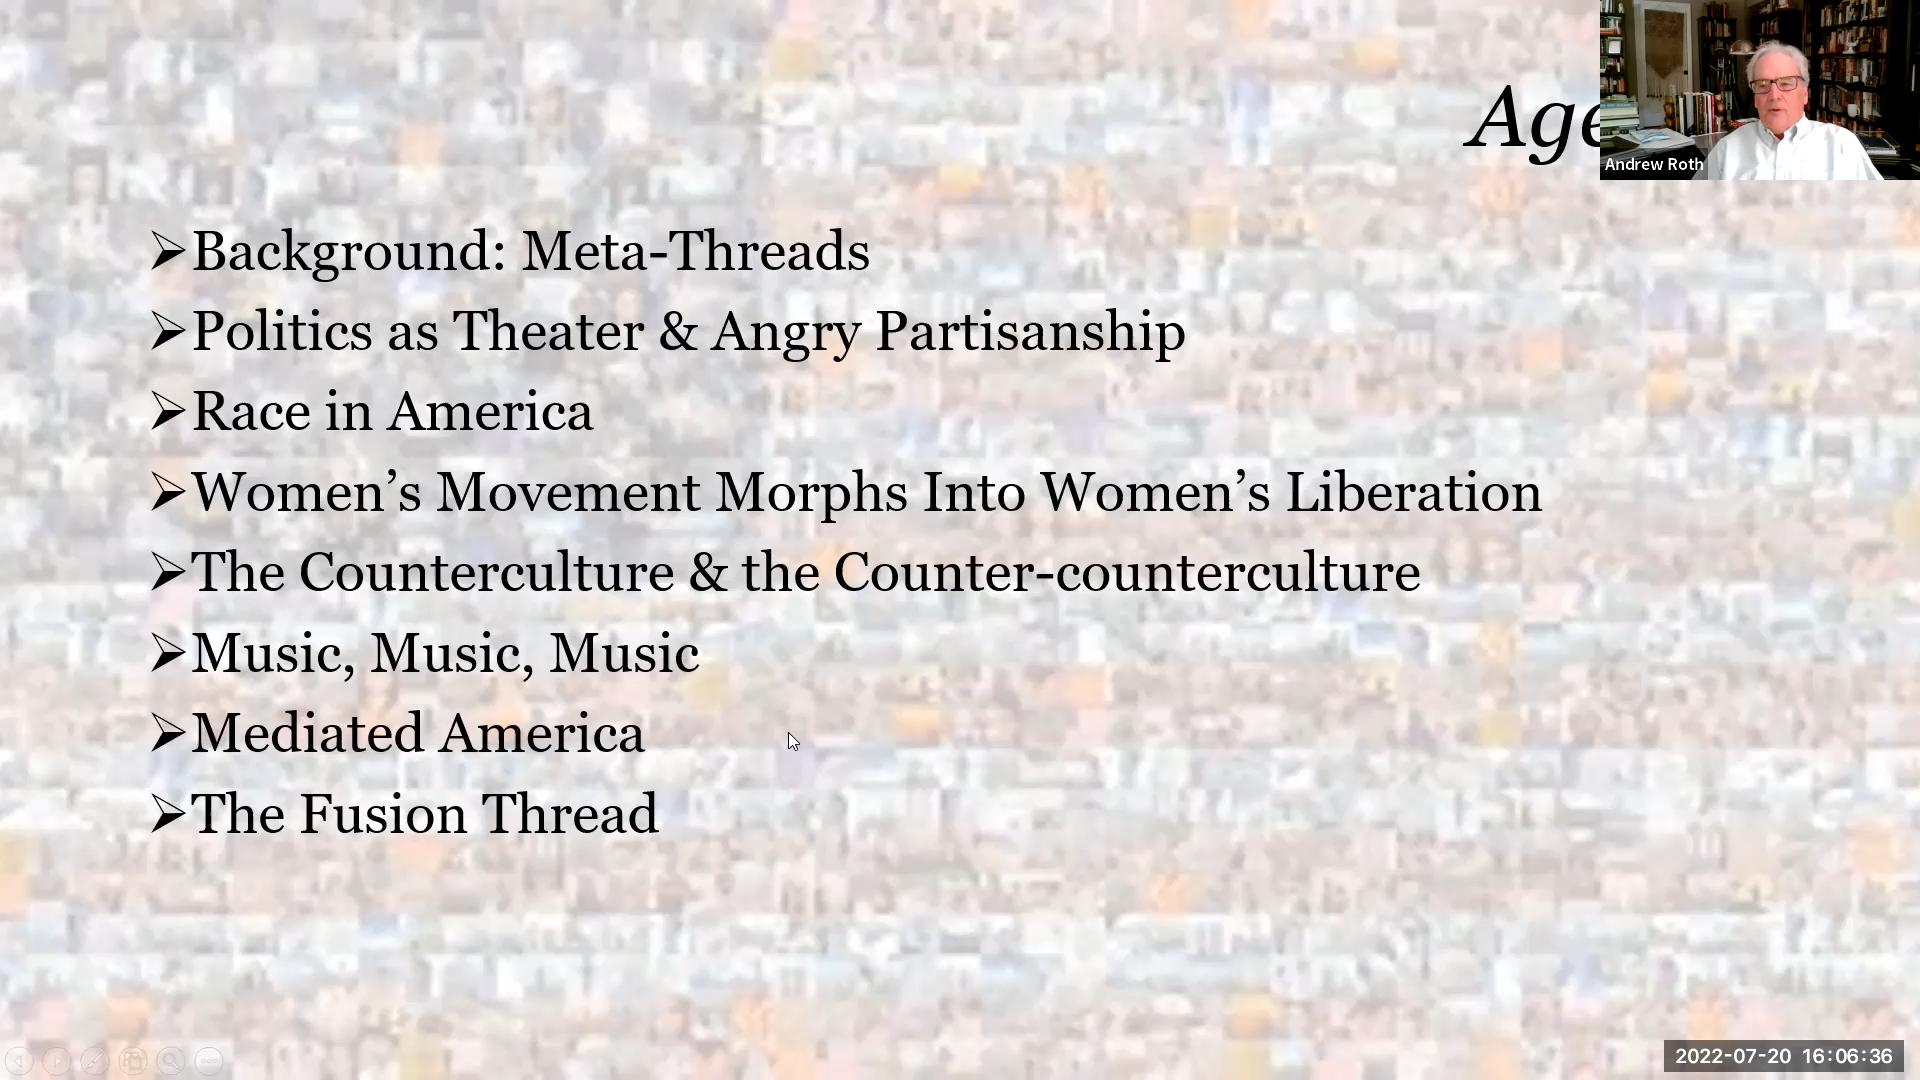 Age
Andrew Roth
➢Background: Meta-Threads
➢Politics as Theater & Angry Partisanship
➢Race in America
➢Women’s Movement Morphs Into Women’s Liberation
➢The Counterculture & the Counter-counterculture
➢Music, Music, Music
➢Mediated America
➢The Fusion Thread
2022-07-20 16:06:36